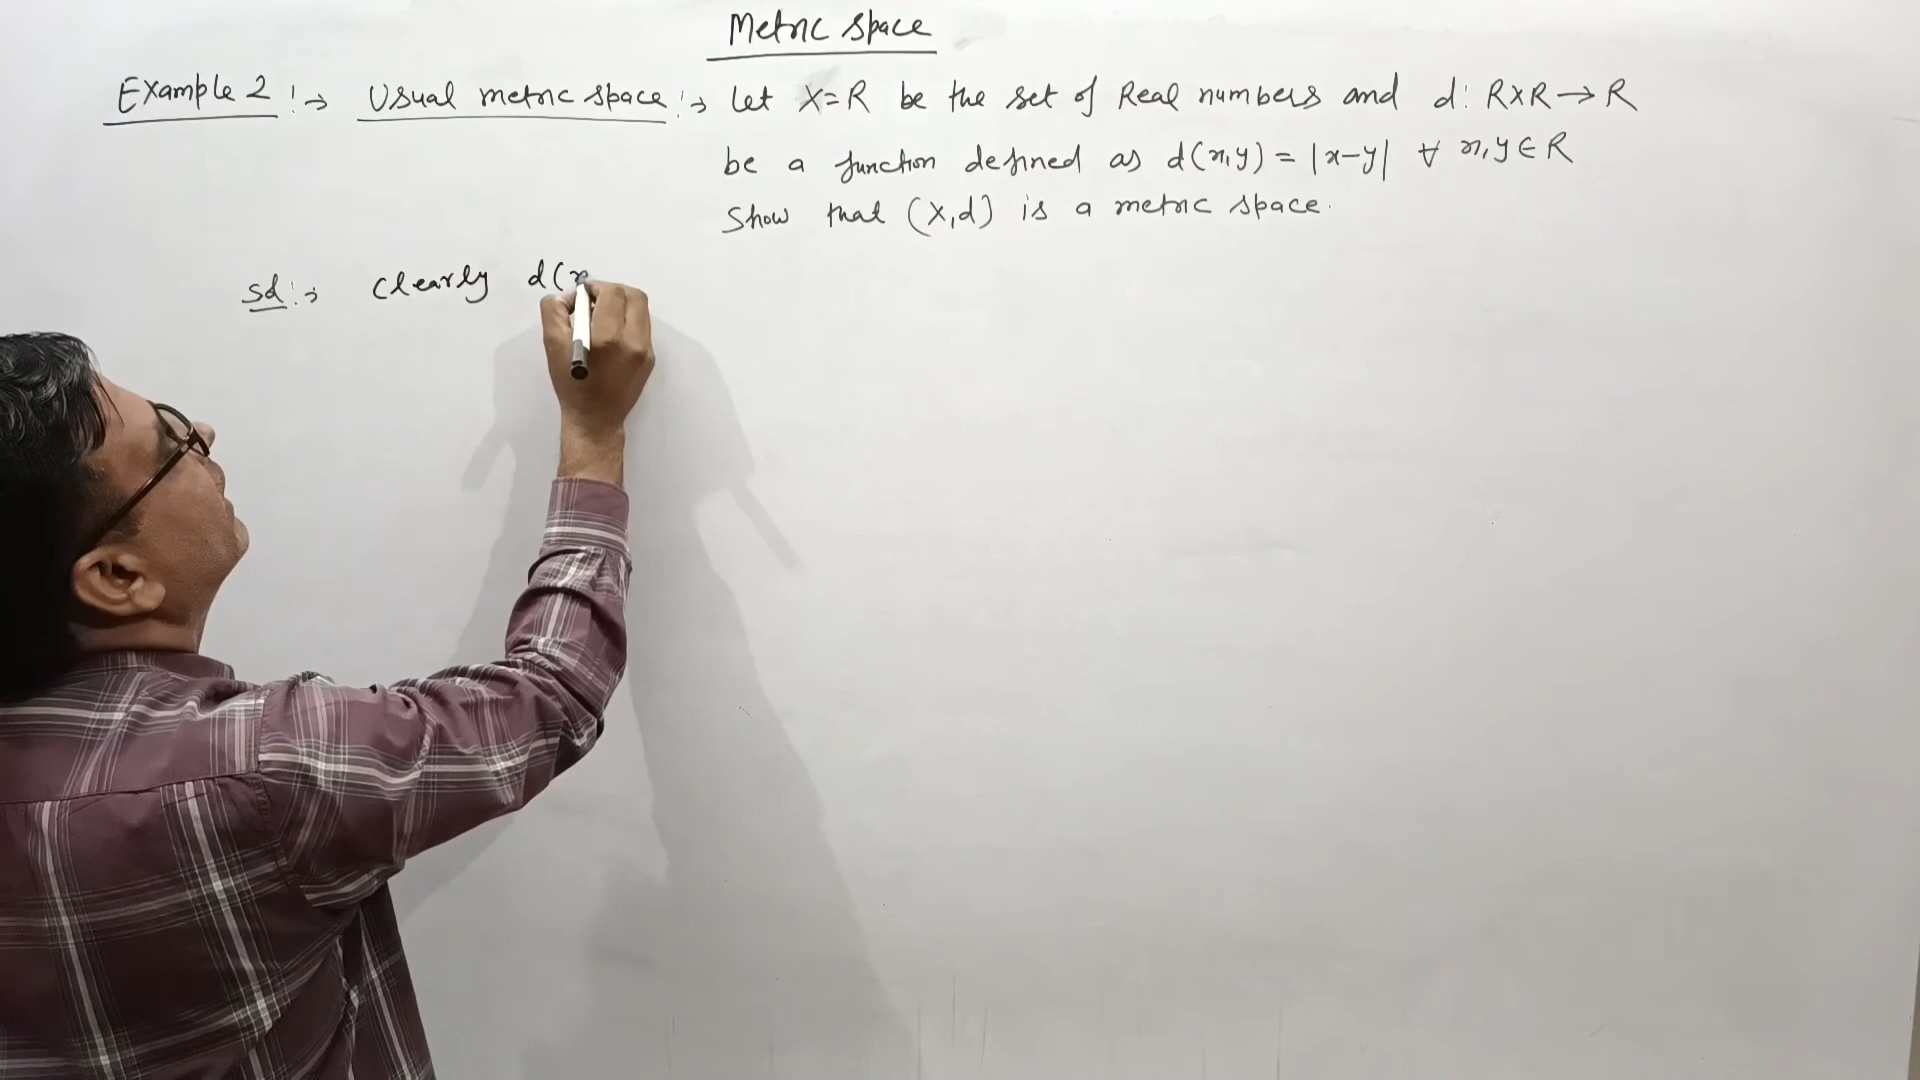 Metric space
Example 2 :→ Usual metric space :→ Let X=R be the set of Real numbers and d: R×R→R
be a function defined as d(x,y) = |x-y| ∀ x,y ∈ R
Show that (X,d) is a metric space.
Sol :→ Clearly d(x